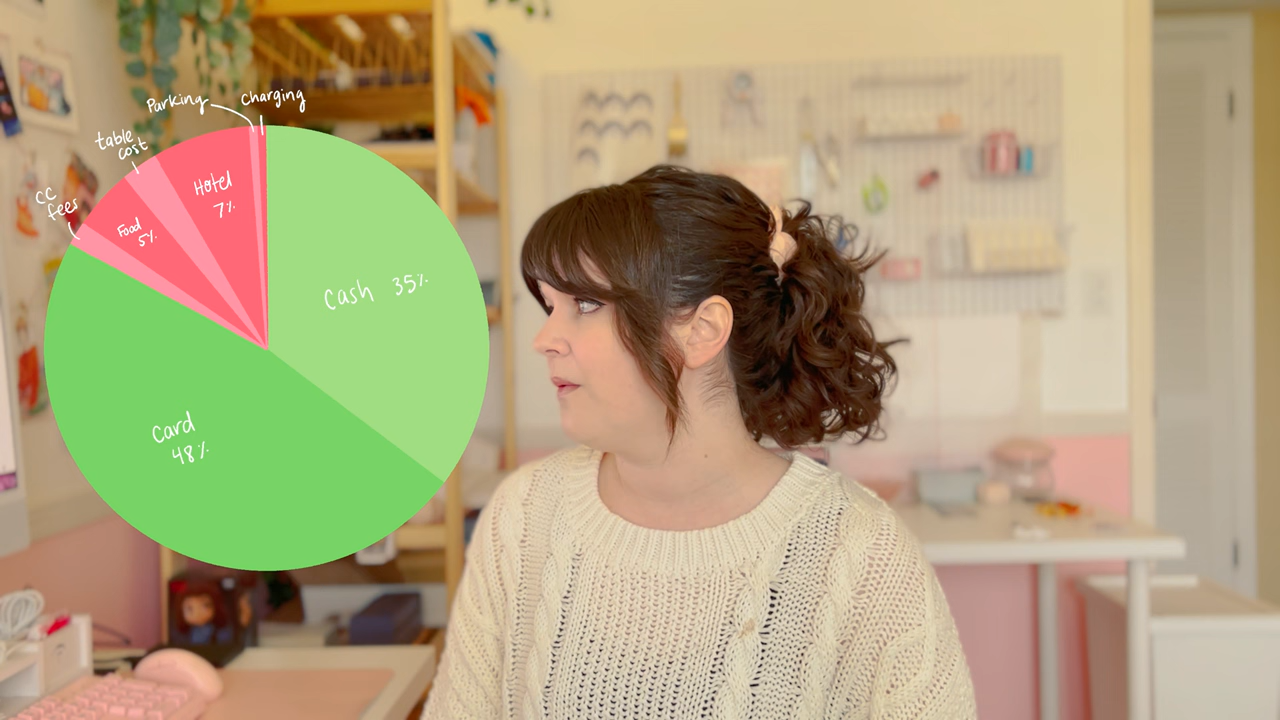 Parking
charging
table
cost
CC
fees
Hotel
7%
Food
5%
Cash 35%
Card
48%